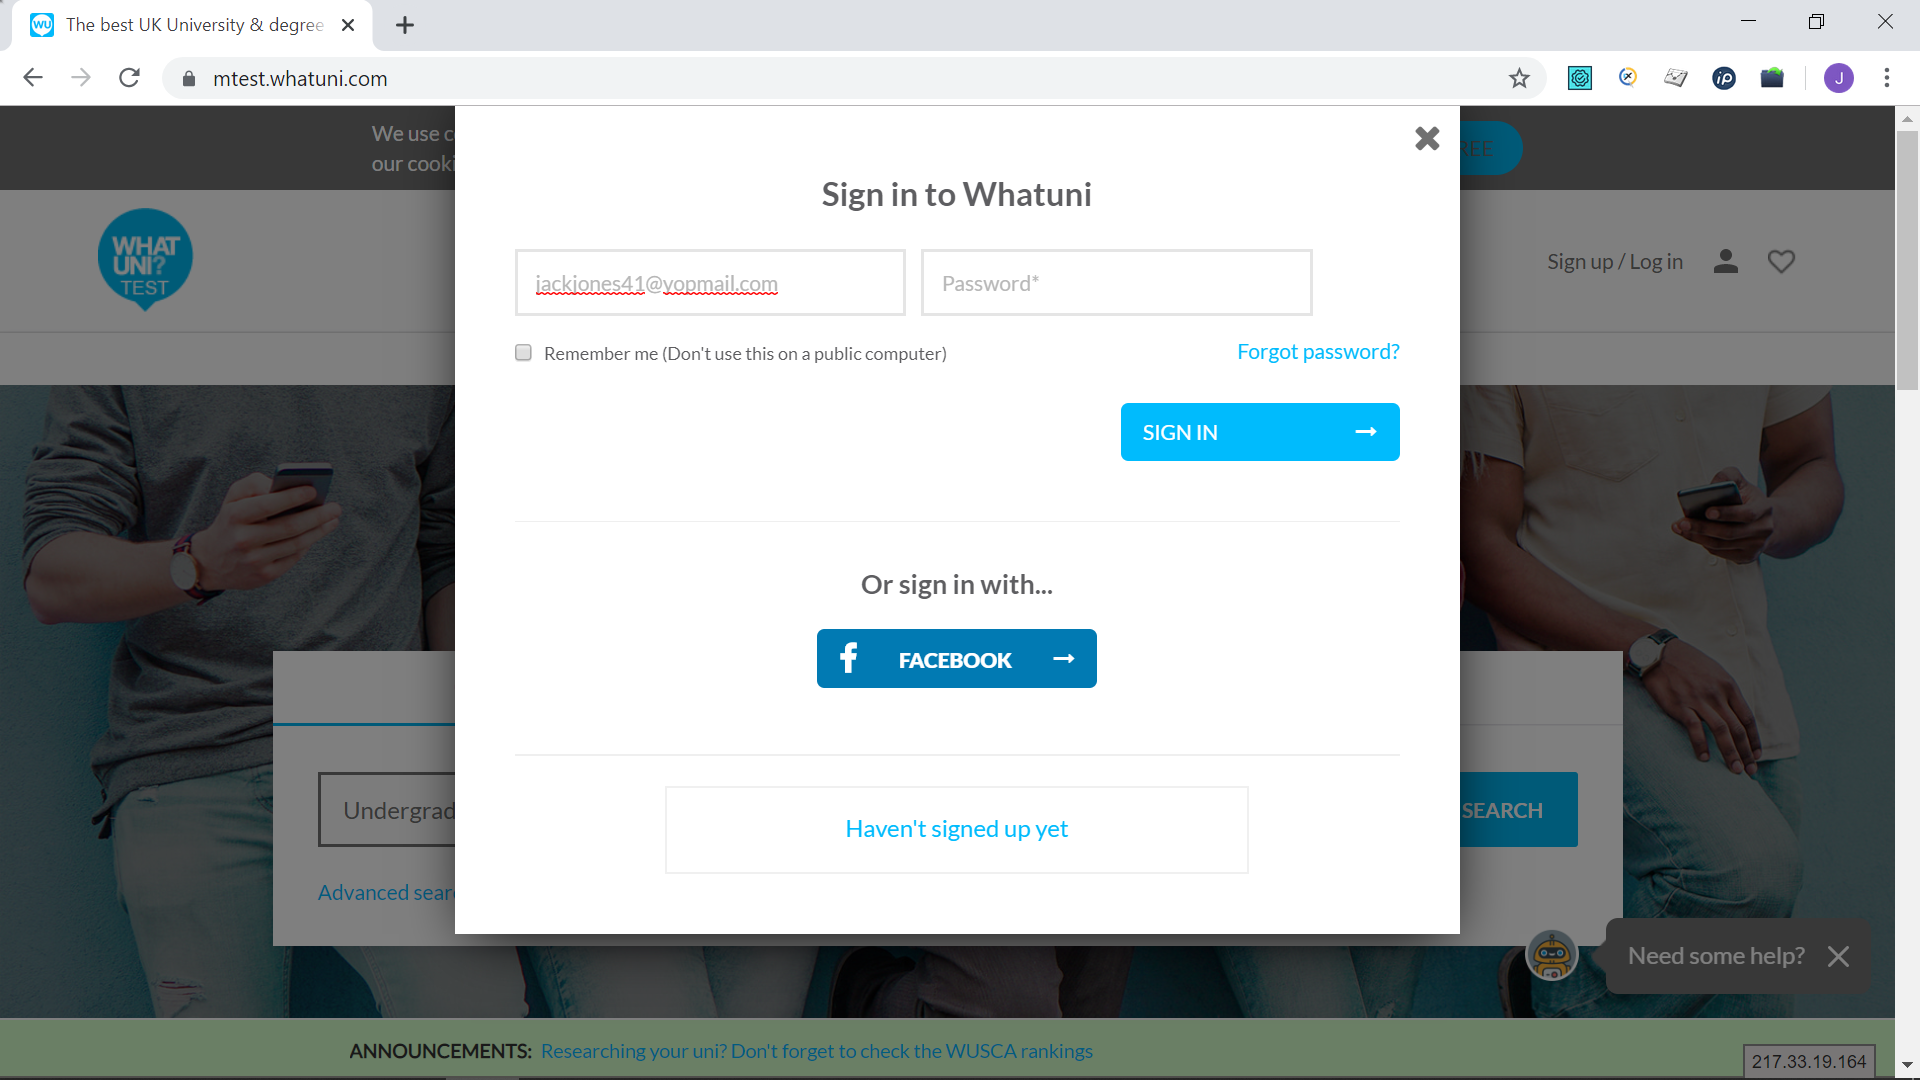 The best UK University & degree
mtest.whatuni.com
We use c
our cooki
REE
WHAT
UNI?
TEST
Sign up / Log in
Sign in to Whatuni
jackjones41@yopmail.com
Password*
Remember me (Don't use this on a public computer)
Forgot password?
SIGN IN
Or sign in with...
FACEBOOK
Haven't signed up yet
Undergrad
SEARCH
Advanced sear
Need some help?
ANNOUNCEMENTS: Researching your uni? Don't forget to check the WUSCA rankings
217.33.19.164